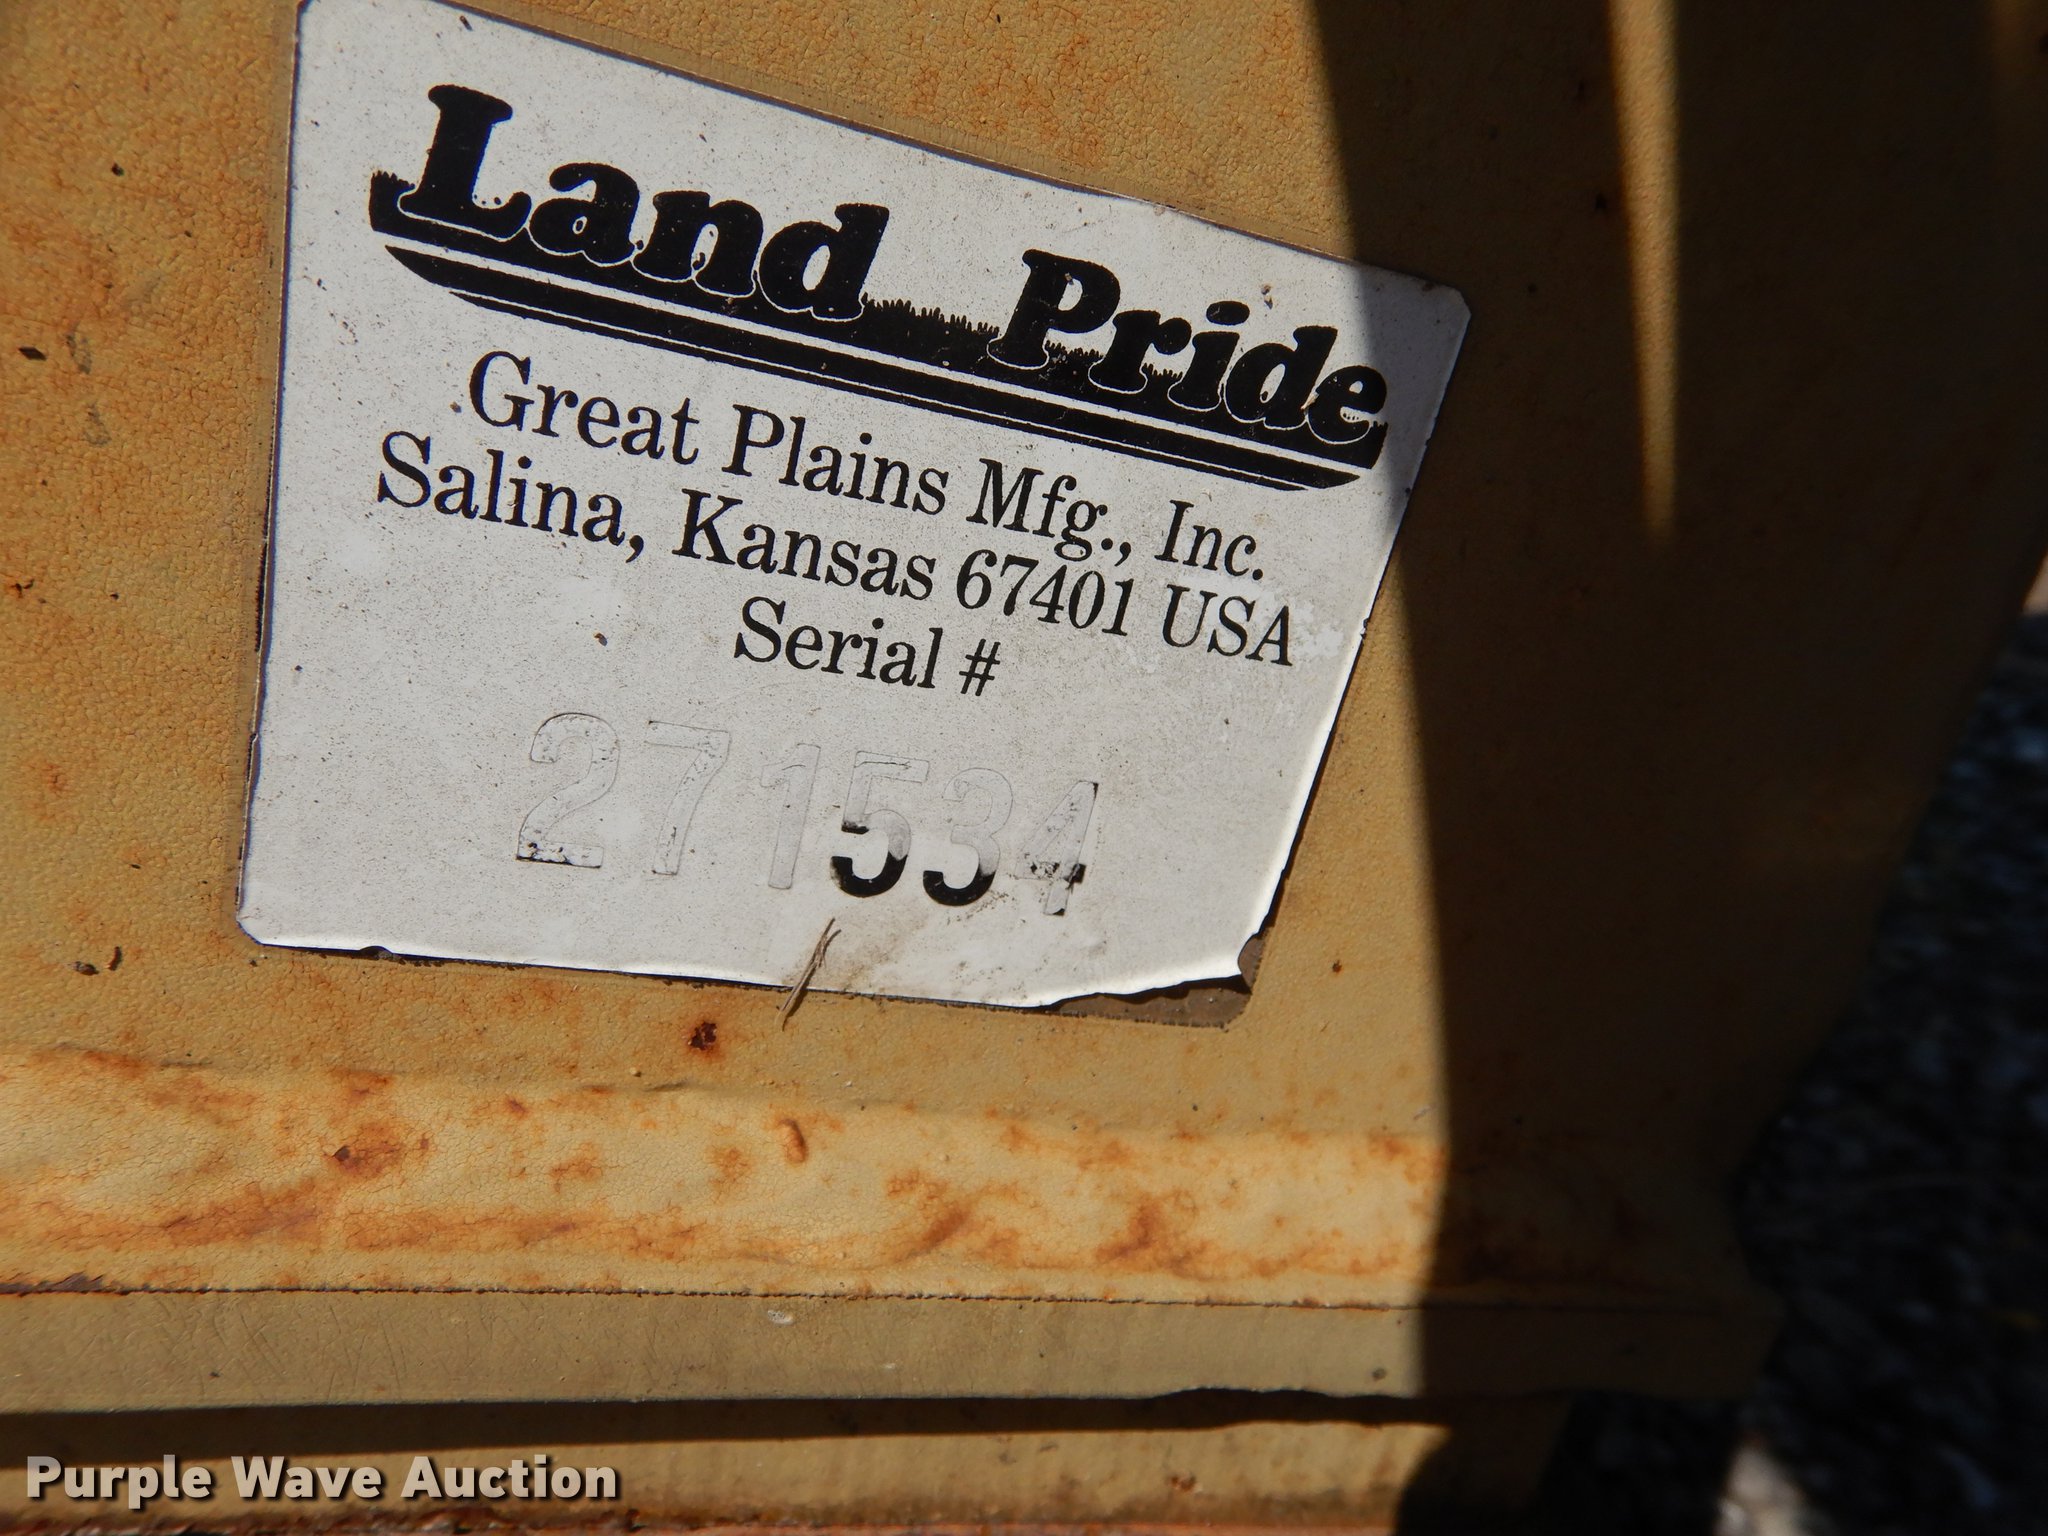 Land Pride
Great Plains Mfg., Inc.
Salina, Kansas 67401 USA
Serial #
271534
Purple Wave Auction